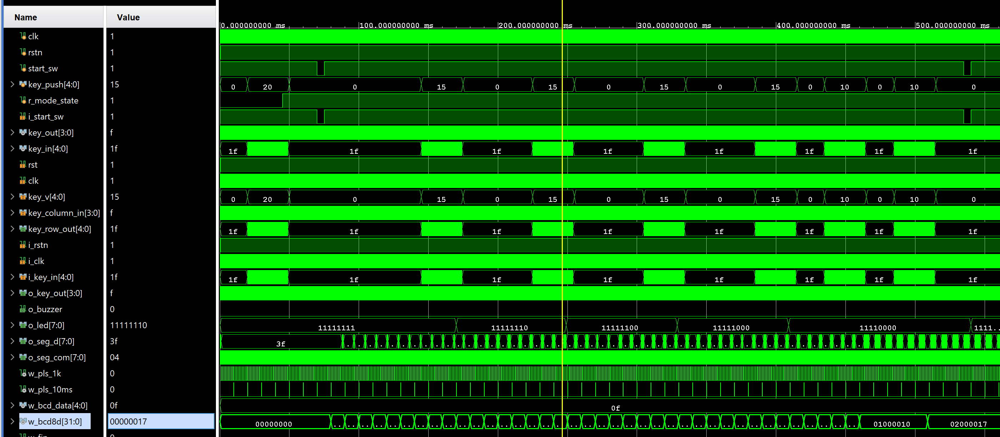 Name Value
0.000000000 ms 100.000000000 ms 200.000000000 ms 300.000000000 ms 400.000000000 ms 500.000000000 ms
clk 1
rstn 1
start_sw 1
key_push[4:0] 15 0 20 0 15 0 15 0 15 0 15 0 10 0 10 0
r_mode_state 1
i_start_sw 1
key_out[3:0] f
key_in[4:0] 1f 1f 1f 1f 1f 1f 1f 1f 1f
rst 1
clk 1
key_v[4:0] 15 0 20 0 15 0 15 0 15 0 15 0 10 0 10 0
key_column_in[3:0] f
key_row_out[4:0] 1f 1f 1f 1f 1f 1f 1f 1f 1f
i_rstn 1
i_clk 1
i_key_in[4:0] 1f 1f 1f 1f 1f 1f 1f 1f 1f
o_key_out[3:0] f
o_buzzer 0
o_led[7:0] 11111110 11111111 11111110 11111100 11111000 11110000 1111..
o_seg_d[7:0] 3f 3f
o_seg_com[7:0] 04
w_pls_1k 0
w_pls_10ms 0
w_bcd_data[4:0] 0f 0f
w_bcd8d[31:0] 00000017 00000000 01000010 02000017